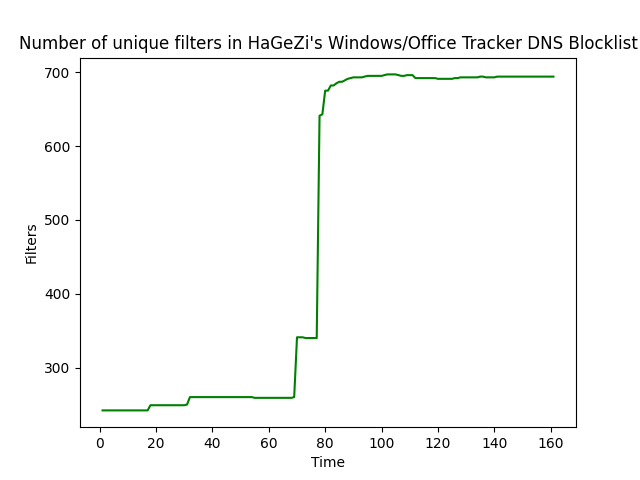 Number of unique filters in HaGeZi's Windows/Office Tracker DNS Blocklist
700
600
500
400
300
Filters
0 20 40 60 80 100 120 140 160
Time